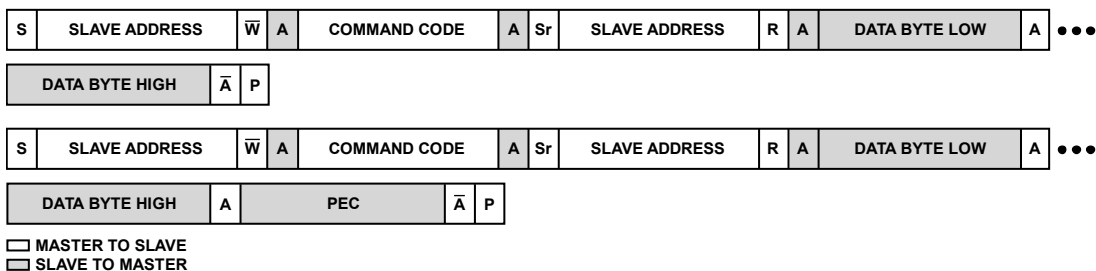 S SLAVE ADDRESS W̅ A COMMAND CODE A Sr SLAVE ADDRESS R A DATA BYTE LOW A •••
DATA BYTE HIGH A̅ P
S SLAVE ADDRESS W̅ A COMMAND CODE A Sr SLAVE ADDRESS R A DATA BYTE LOW A •••
DATA BYTE HIGH A PEC A̅ P
MASTER TO SLAVE
SLAVE TO MASTER